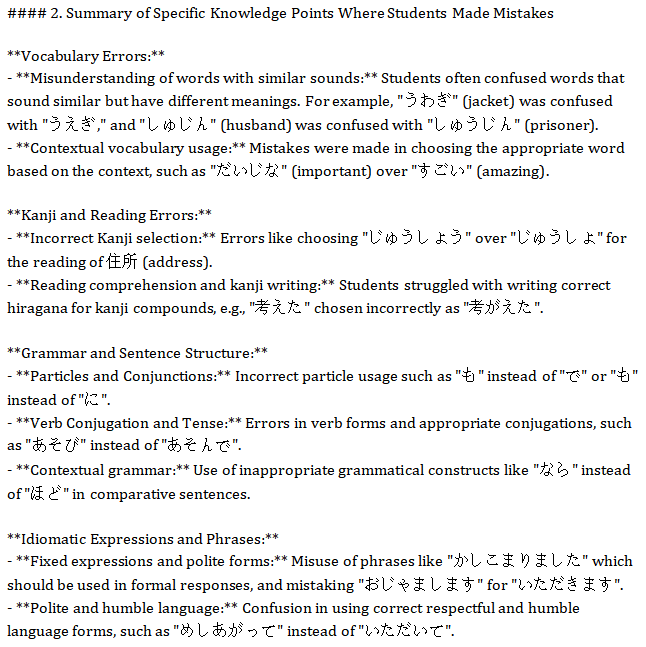 #### 2. Summary of Specific Knowledge Points Where Students Made Mistakes
**Vocabulary Errors:**
- **Misunderstanding of words with similar sounds:** Students often confused words that
sound similar but have different meanings. For example, "うわぎ" (jacket) was confused
with "うえぎ," and "しゅじん" (husband) was confused with "しゅうじん" (prisoner).
- **Contextual vocabulary usage:** Mistakes were made in choosing the appropriate word
based on the context, such as "だいじな" (important) over "すごい" (amazing).
**Kanji and Reading Errors:**
- **Incorrect Kanji selection:** Errors like choosing "じゅうしょう" over "じゅうしょ" for
the reading of 住所 (address).
- **Reading comprehension and kanji writing:** Students struggled with writing correct
hiragana for kanji compounds, e.g., "考えた" chosen incorrectly as "考がえた".
**Grammar and Sentence Structure:**
- **Particles and Conjunctions:** Incorrect particle usage such as "も" instead of "で" or "も"
instead of "に".
- **Verb Conjugation and Tense:** Errors in verb forms and appropriate conjugations, such
as "あそび" instead of "あそんで".
- **Contextual grammar:** Use of inappropriate grammatical constructs like "なら" instead
of "ほど" in comparative sentences.
**Idiomatic Expressions and Phrases:**
- **Fixed expressions and polite forms:** Misuse of phrases like "かしこまりました" which
should be used in formal responses, and mistaking "おじゃまします" for "いただきます".
- **Polite and humble language:** Confusion in using correct respectful and humble
language forms, such as "めしあがって" instead of "いただいて".